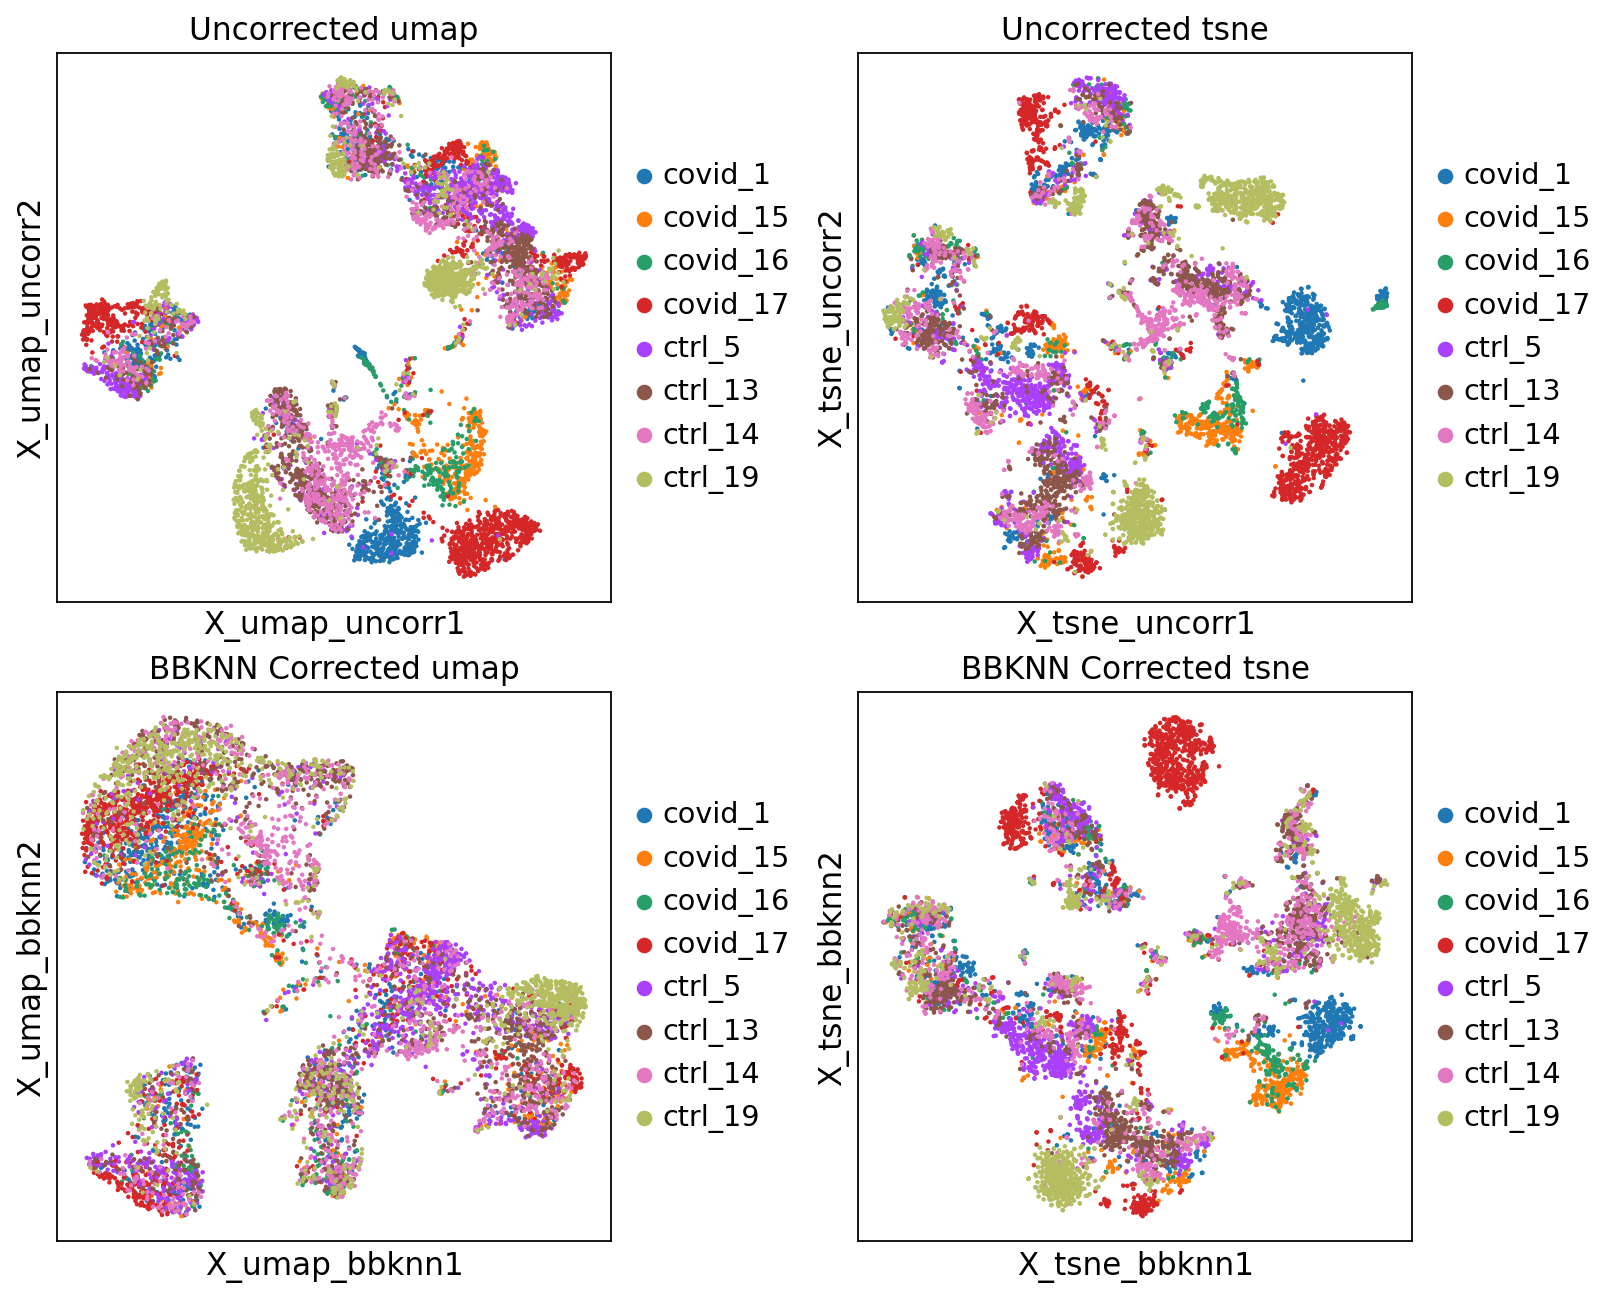 Uncorrected umap
X_umap_uncorr2
X_umap_uncorr1
covid_1
covid_15
covid_16
covid_17
ctrl_5
ctrl_13
ctrl_14
ctrl_19
Uncorrected tsne
X_tsne_uncorr2
X_tsne_uncorr1
covid_1
covid_15
covid_16
covid_17
ctrl_5
ctrl_13
ctrl_14
ctrl_19
BBKNN Corrected umap
X_umap_bbknn2
X_umap_bbknn1
covid_1
covid_15
covid_16
covid_17
ctrl_5
ctrl_13
ctrl_14
ctrl_19
BBKNN Corrected tsne
X_tsne_bbknn2
X_tsne_bbknn1
covid_1
covid_15
covid_16
covid_17
ctrl_5
ctrl_13
ctrl_14
ctrl_19